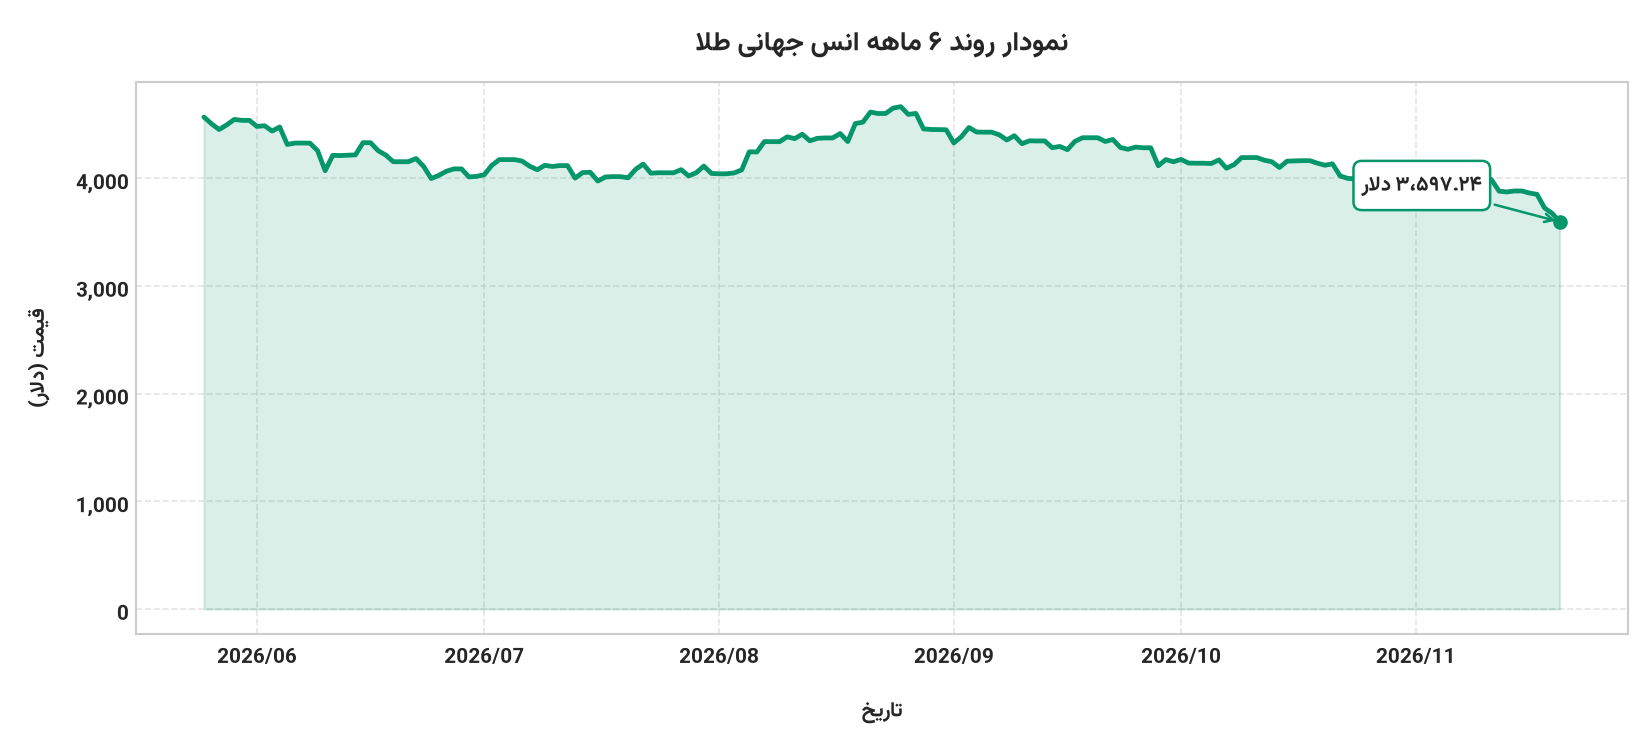 نمودار روند ۶ ماهه انس جهانی طلا
قیمت (دلار)
4,000
3,000
2,000
1,000
0
۳،۵۹۷.۲۴ دلار
2026/06
2026/07
2026/08
2026/09
2026/10
2026/11
تاریخ